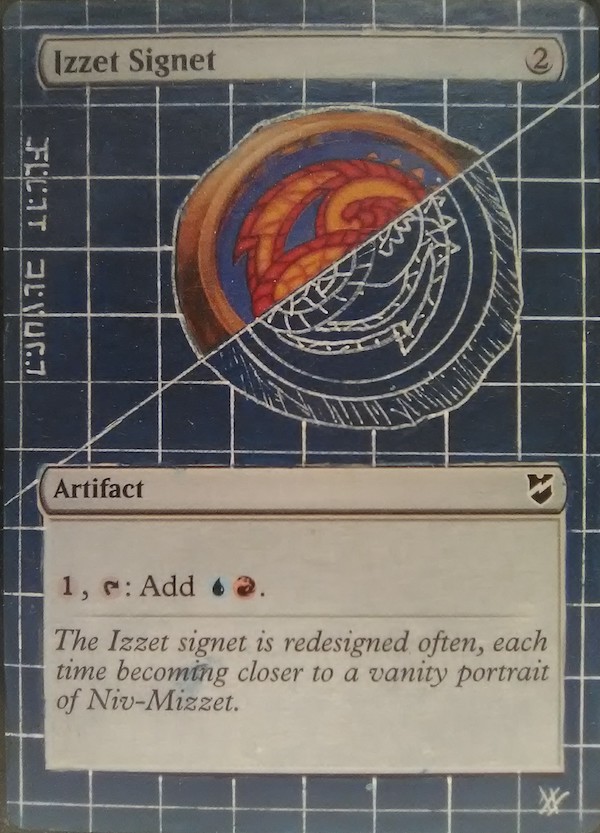 Izzet Signet 2
Artifact
1, : Add .
The Izzet signet is redesigned often, each
time becoming closer to a vanity portrait
of Niv-Mizzet.